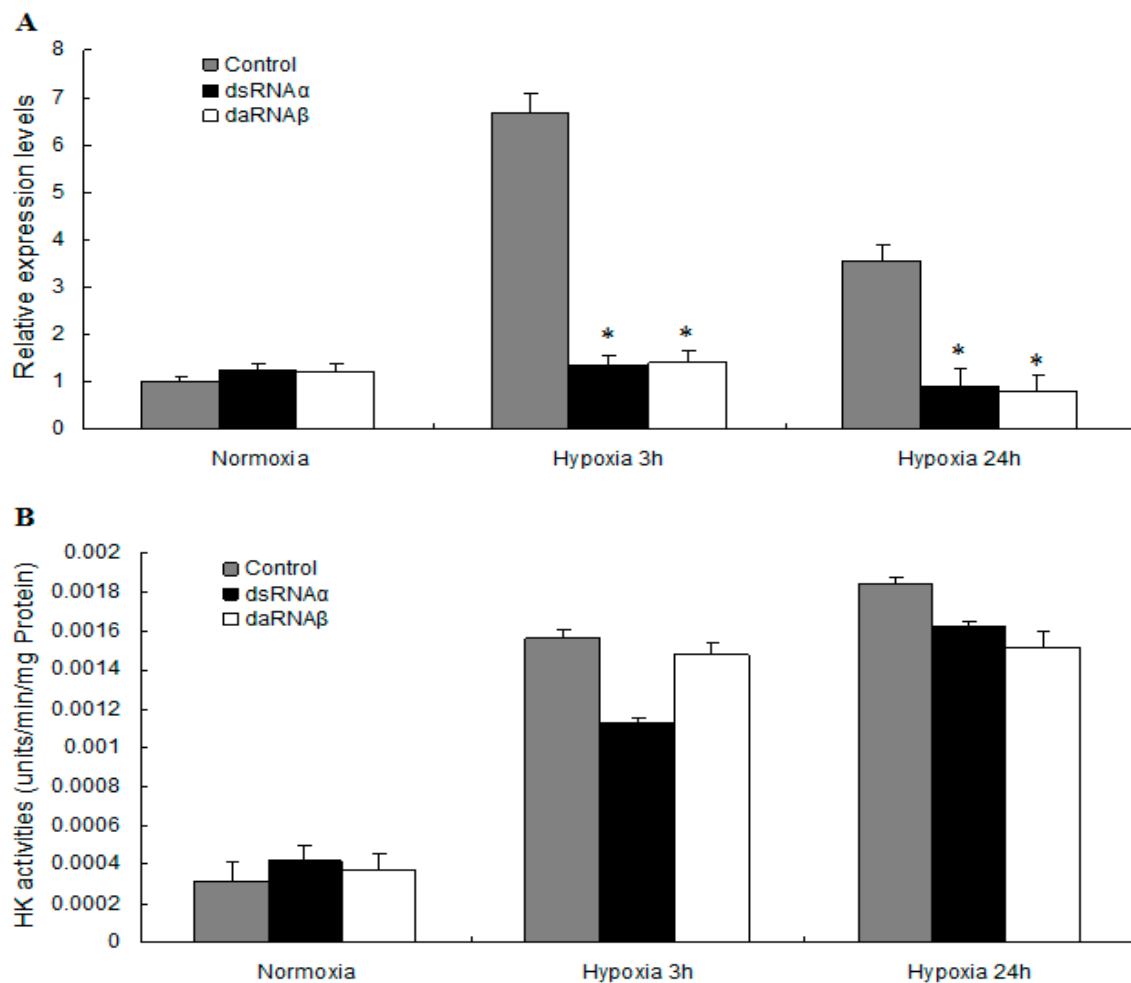 A
Relative expression levels
8
7
6
5
4
3
2
1
0
Control
dsRNAα
daRNAβ
* *
* *
Normoxia Hypoxia 3h Hypoxia 24h
B
HK activities (units/min/mg Protein)
0.002
0.0018
0.0016
0.0014
0.0012
0.001
0.0008
0.0006
0.0004
0.0002
0
Control
dsRNAα
daRNAβ
Normoxia Hypoxia 3h Hypoxia 24h